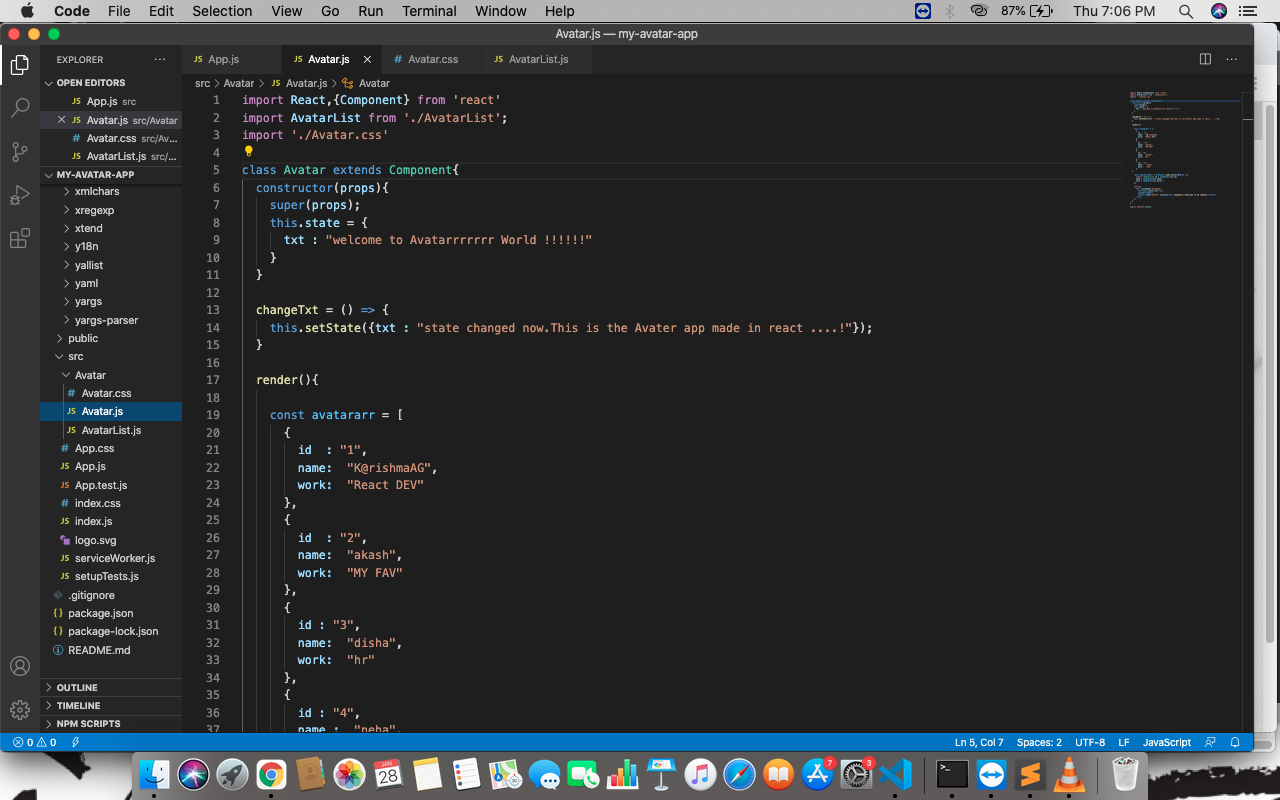 Code File Edit Selection View Go Run Terminal Window Help 87% Thu 7:06 PM
Avatar.js — my-avatar-app
EXPLORER ···
OPEN EDITORS
JS App.js src
JS Avatar.js src/Avatar
# Avatar.css src/Av...
JS AvatarList.js src/...
MY-AVATAR-APP
xmlchars
xregexp
xtend
y18n
yallist
yaml
yargs
yargs-parser
public
src
Avatar
# Avatar.css
JS Avatar.js
JS AvatarList.js
# App.css
JS App.js
JS App.test.js
# index.css
JS index.js
logo.svg
JS serviceWorker.js
JS setupTests.js
.gitignore
{} package.json
{} package-lock.json
README.md
OUTLINE
TIMELINE
NPM SCRIPTS
JS App.js JS Avatar.js × # Avatar.css JS AvatarList.js ···
src > Avatar > JS Avatar.js > Avatar
1 import React,{Component} from 'react'
2 import AvatarList from './AvatarList';
3 import './Avatar.css'
4
5 class Avatar extends Component{
6 constructor(props){
7 super(props);
8 this.state = {
9 txt : "welcome to Avatarrrrrrr World !!!!!!"
10 }
11 }
12
13 changeTxt = () => {
14 this.setState({txt : "state changed now.This is the Avater app made in react ....!"});
15 }
16
17 render(){
18
19 const avatararr = [
20 {
21 id : "1",
22 name: "K@rishmaAG",
23 work: "React DEV"
24 },
25 {
26 id : "2",
27 name: "akash",
28 work: "MY FAV"
29 },
30 {
31 id : "3",
32 name: "disha",
33 work: "hr"
34 },
35 {
36 id : "4",
37 name : "neha",
0 0 Ln 5, Col 7 Spaces: 2 UTF-8 LF JavaScript
JAN
28
7
3